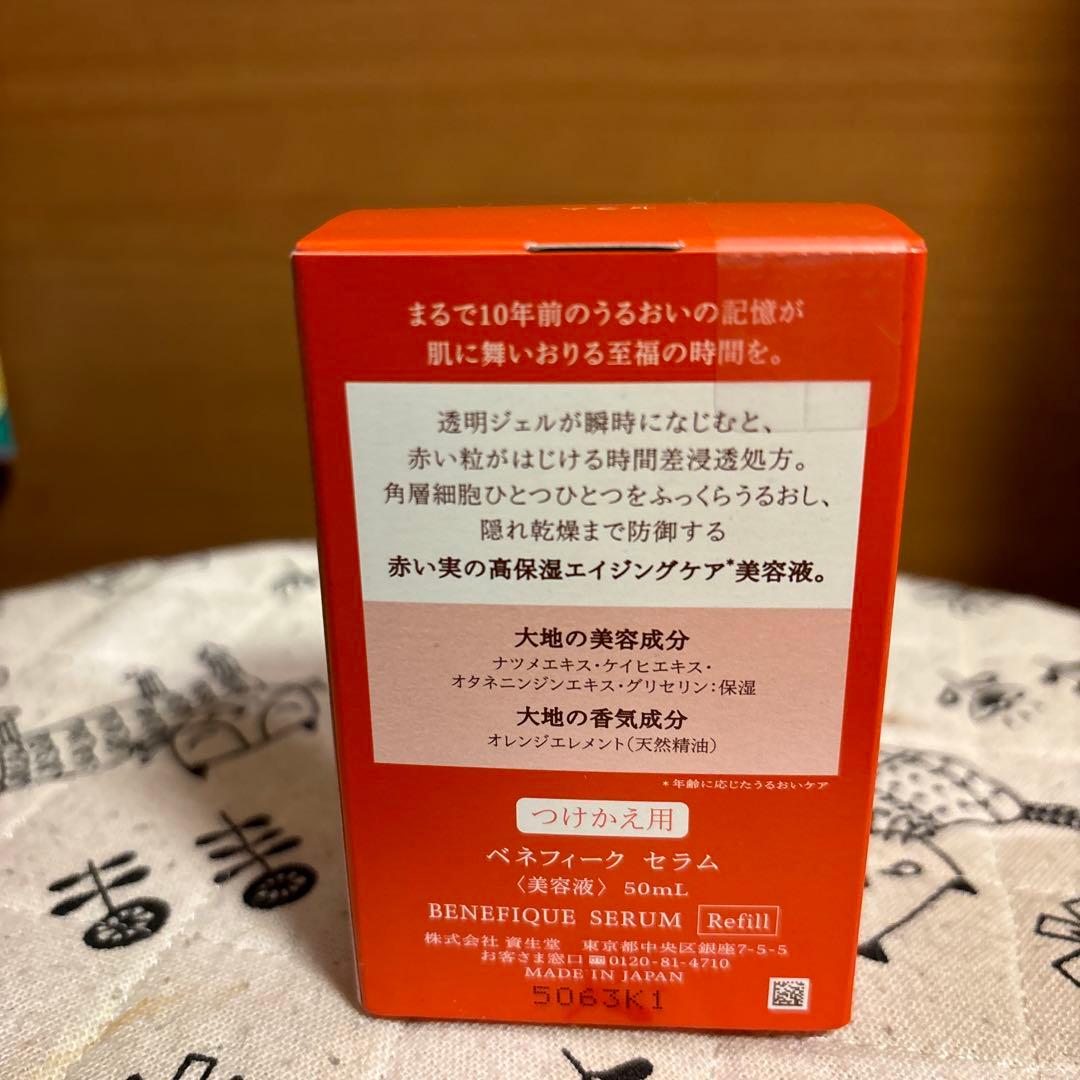 まるで10年前のうるおいの記憶が
肌に舞いおりる至福の時間を。
透明ジェルが瞬時になじむと、
赤い粒がはじける時間差浸透処方。
角層細胞ひとつひとつをふっくらうるおし、
隠れ乾燥まで防御する
赤い実の高保湿エイジングケア*美容液。
大地の美容成分
ナツメエキス・ケイヒエキス・
オタネニンジンエキス・グリセリン：保湿
大地の香気成分
オレンジエレメント（天然精油）
*年齢に応じたうるおいケア
つけかえ用
ベネフィーク セラム
〈美容液〉 50mL
BENEFIQUE SERUM Refill
株式会社 資生堂 東京都中央区銀座7-5-5
お客さま窓口 0120-81-4710
MADE IN JAPAN
5063K1